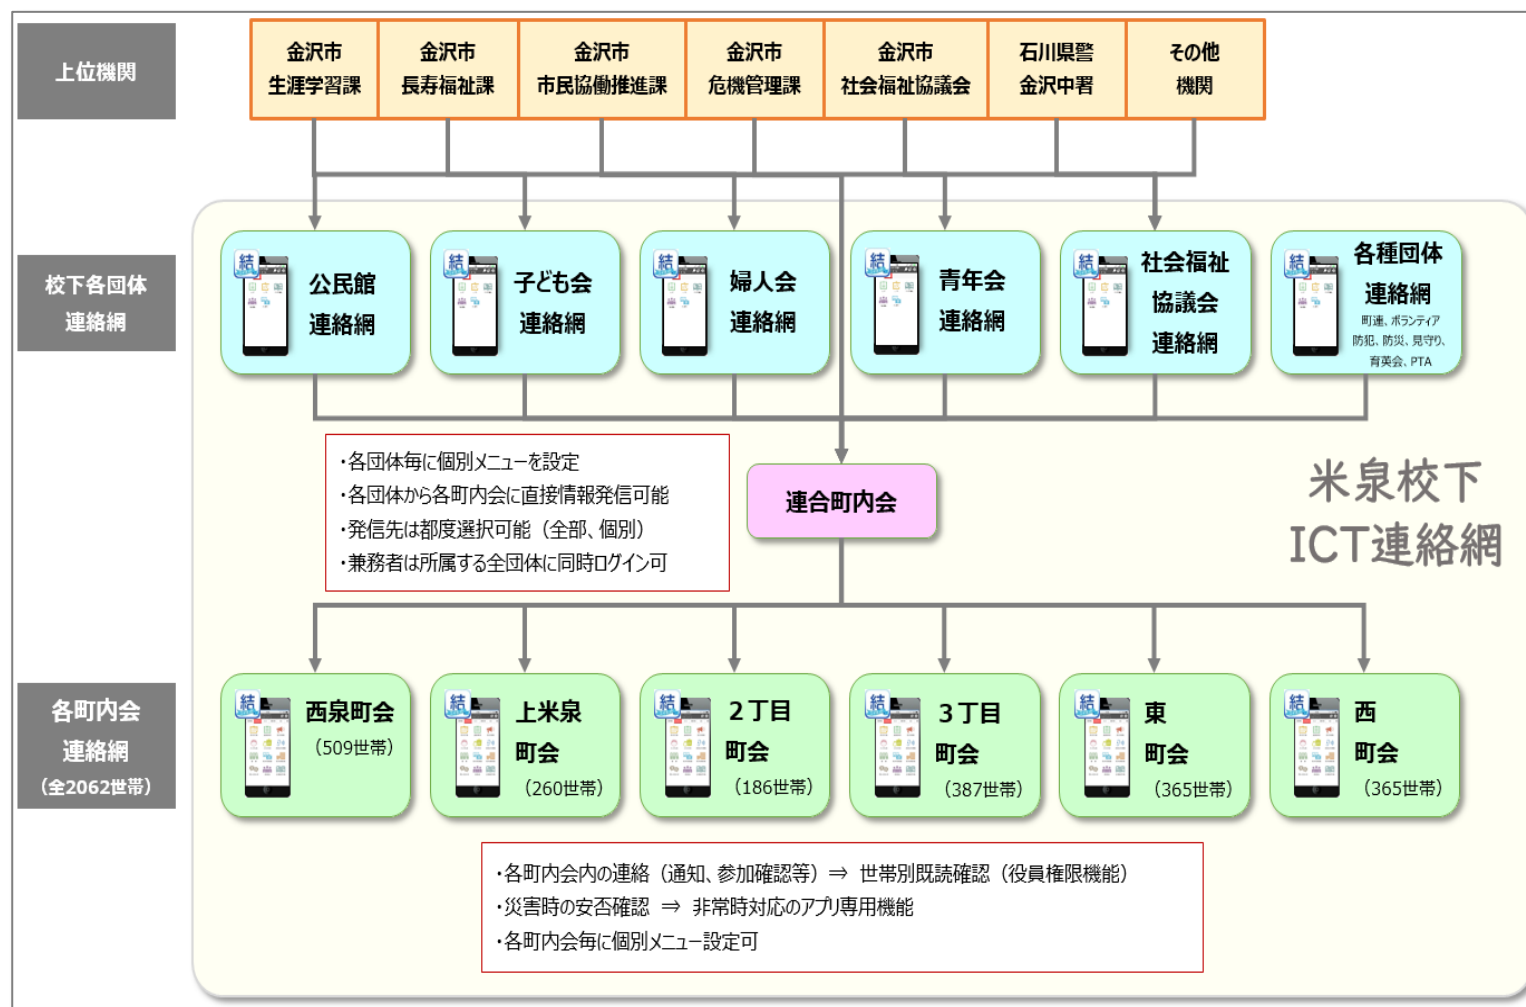 上位機関
金沢市
生涯学習課
金沢市
長寿福祉課
金沢市
市民協働推進課
金沢市
危機管理課
金沢市
社会福祉協議会
石川県警
金沢中署
その他
機関
校下各団体
連絡網
結
公民館
連絡網
結
子ども会
連絡網
結
婦人会
連絡網
結
青年会
連絡網
結
社会福祉
協議会
連絡網
結
各種団体
連絡網
町連、ボランティア
防犯、防災、見守り、
育英会、PTA
・各団体毎に個別メニューを設定
・各団体から各町内会に直接情報発信可能
・発信先は都度選択可能（全部、個別）
・兼務者は所属する全団体に同時ログイン可
連合町内会
米泉校下
ICT連絡網
各町内会
連絡網
（全2062世帯）
結
西泉町会
（509世帯）
結
上米泉
町会
（260世帯）
結
２丁目
町会
（186世帯）
結
３丁目
町会
（387世帯）
結
東
町会
（365世帯）
結
西
町会
（365世帯）
・各町内会内の連絡（通知、参加確認等）⇒ 世帯別既読確認（役員権限機能）
・災害時の安否確認 ⇒ 非常時対応のアプリ専用機能
・各町内会毎に個別メニュー設定可